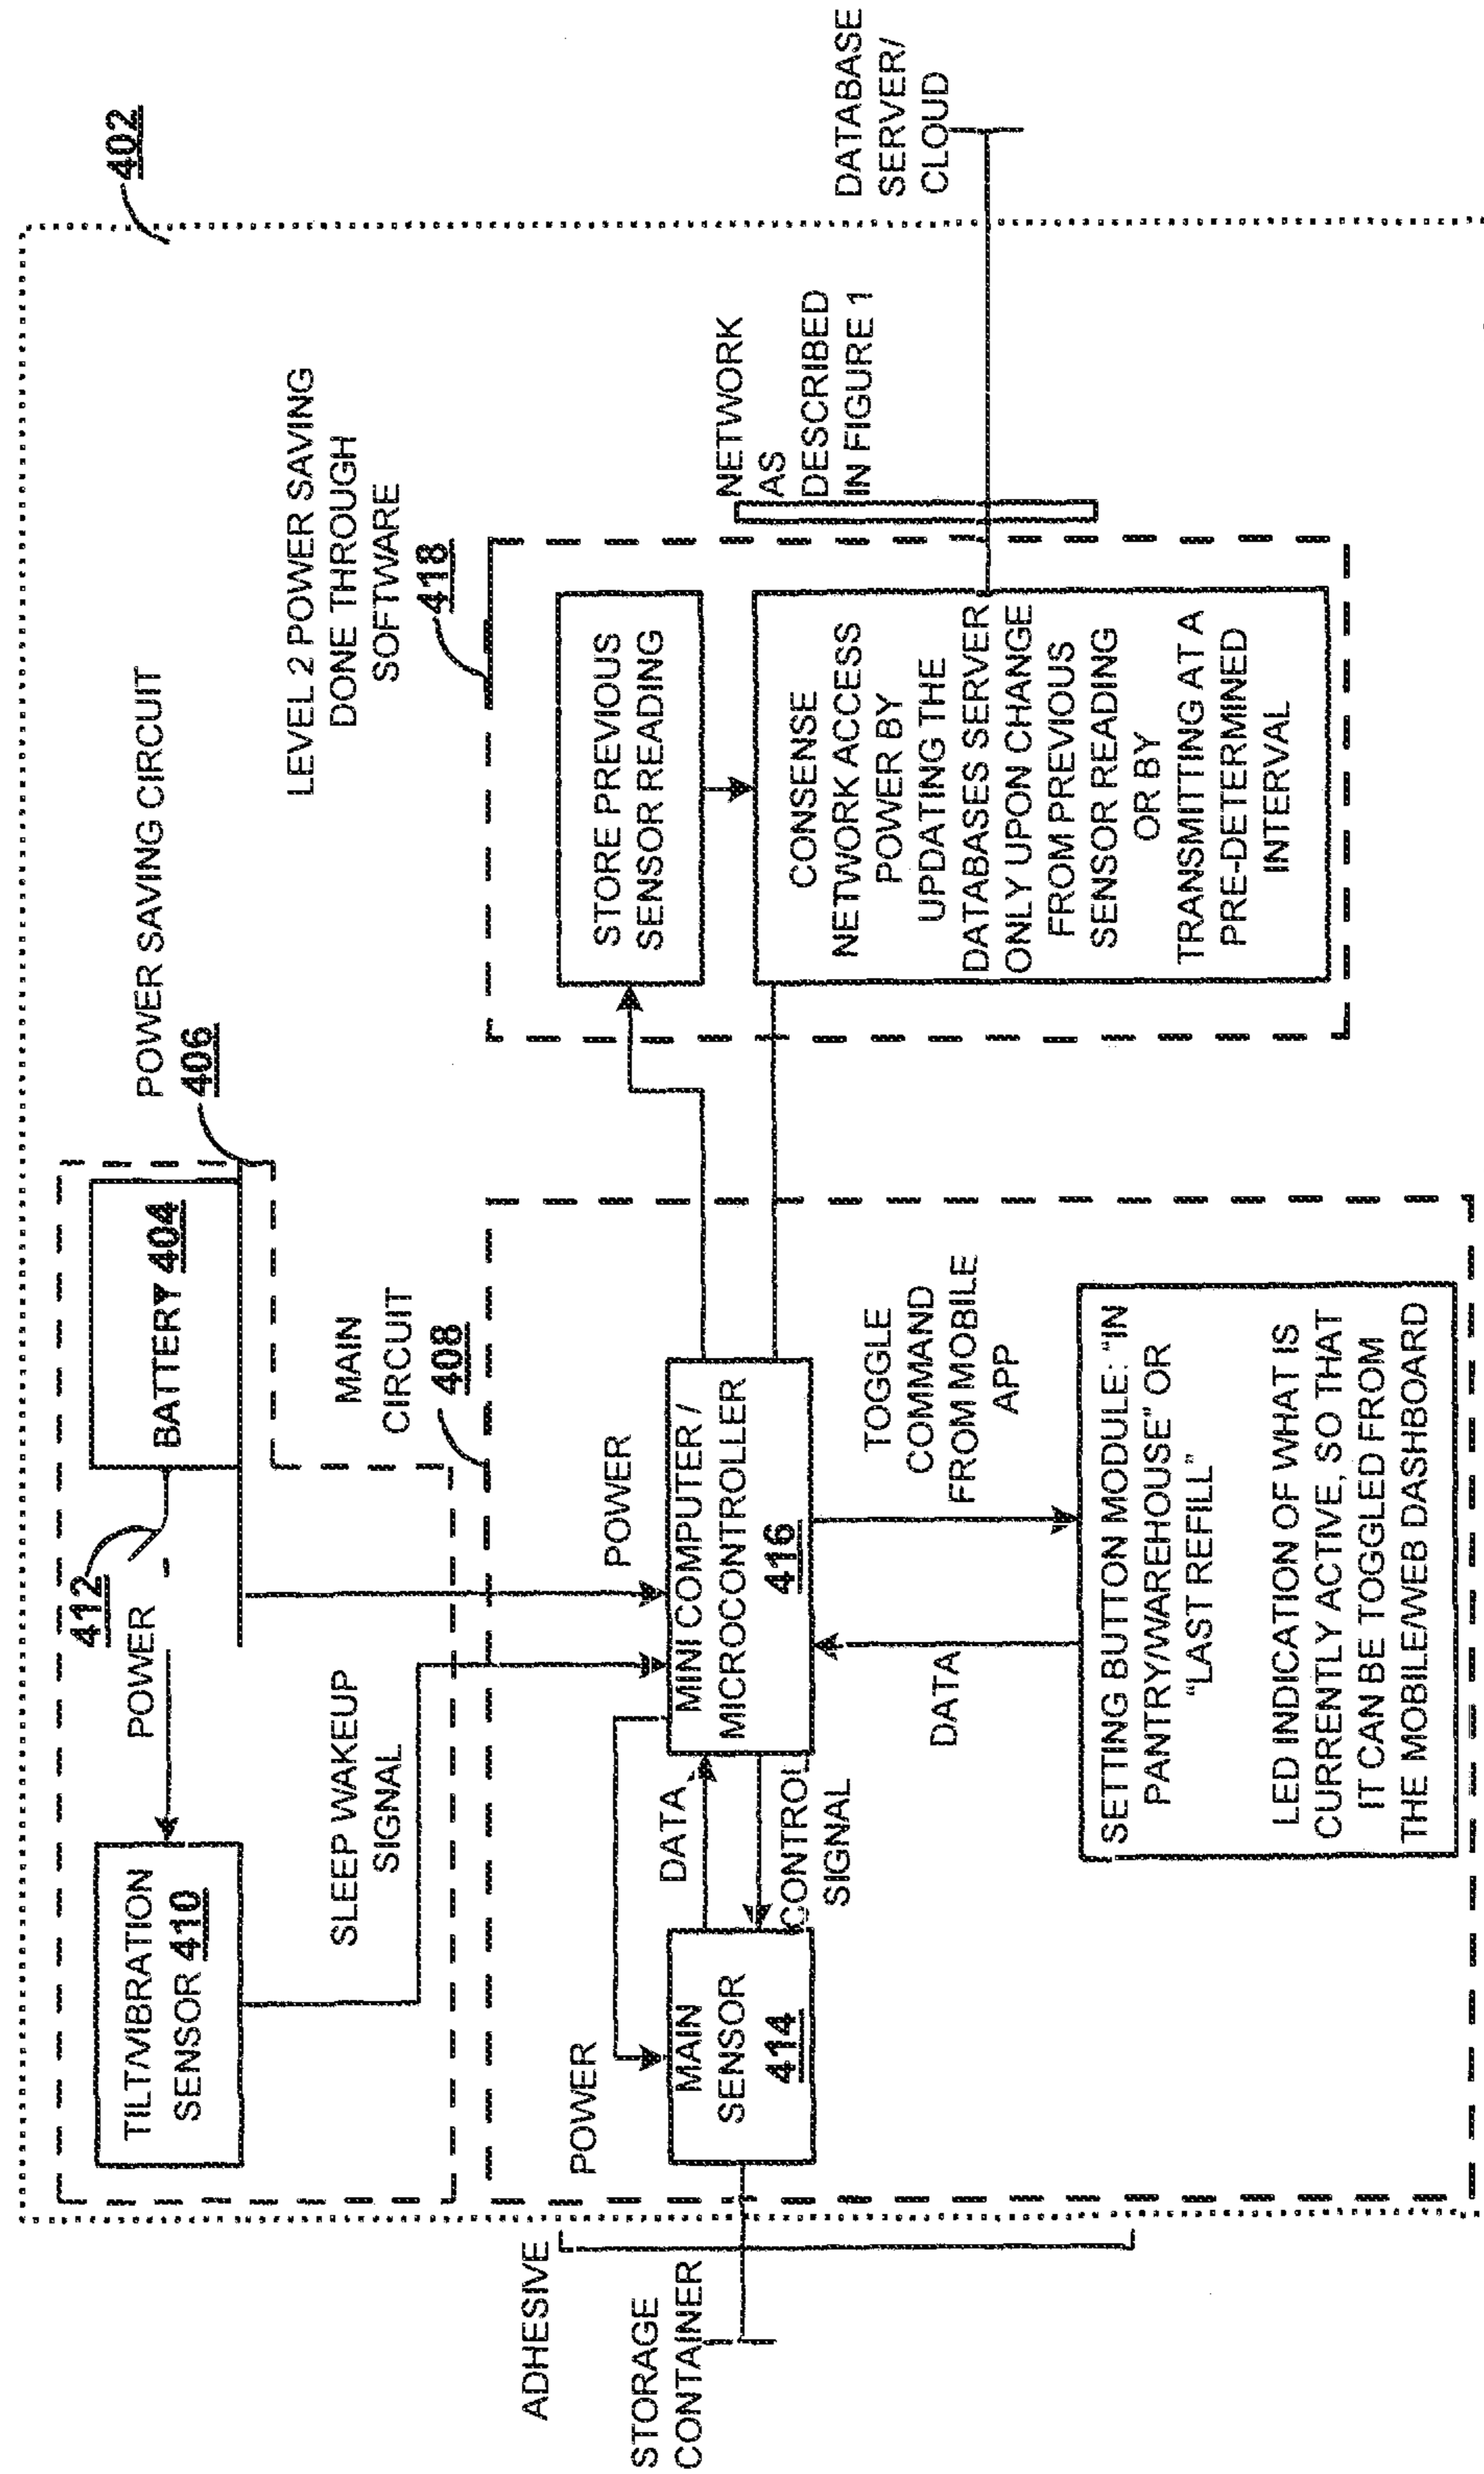 402
POWER SAVING CIRCUIT
406
BATTERY 404
412
POWER
TILT/VIBRATION
SENSOR 410
SLEEP WAKEUP
SIGNAL
MAIN
CIRCUIT
408
LEVEL 2 POWER SAVING
DONE THROUGH
SOFTWARE
418
ADHESIVE
STORAGE
CONTAINER
POWER
MAIN
SENSOR
414
DATA
CONTROL
SIGNAL
POWER
MINI COMPUTER /
MICROCONTROLLER
416
DATA
TOGGLE
COMMAND
FROM MOBILE
APP
SETTING BUTTON MODULE: "IN
PANTRY/WAREHOUSE" OR
"LAST REFILL"
LED INDICATION OF WHAT IS
CURRENTLY ACTIVE, SO THAT
IT CAN BE TOGGLED FROM
THE MOBILE/WEB DASHBOARD
STORE PREVIOUS
SENSOR READING
CONSENSE
NETWORK ACCESS
POWER BY
UPDATING THE
DATABASES SERVER
ONLY UPON CHANGE
FROM PREVIOUS
SENSOR READING
OR BY
TRANSMITTING AT A
PRE-DETERMINED
INTERVAL
NETWORK
AS
DESCRIBED
IN FIGURE 1
DATABASE
SERVER/
CLOUD